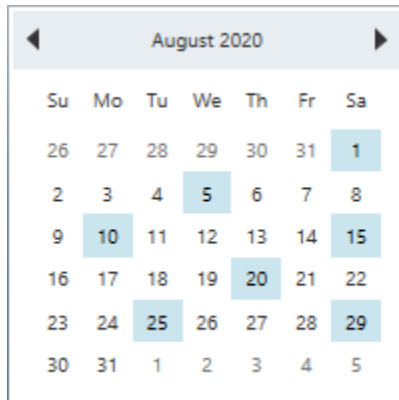 August 2020
Su Mo Tu We Th Fr Sa
26 27 28 29 30 31 1
2 3 4 5 6 7 8
9 10 11 12 13 14 15
16 17 18 19 20 21 22
23 24 25 26 27 28 29
30 31 1 2 3 4 5